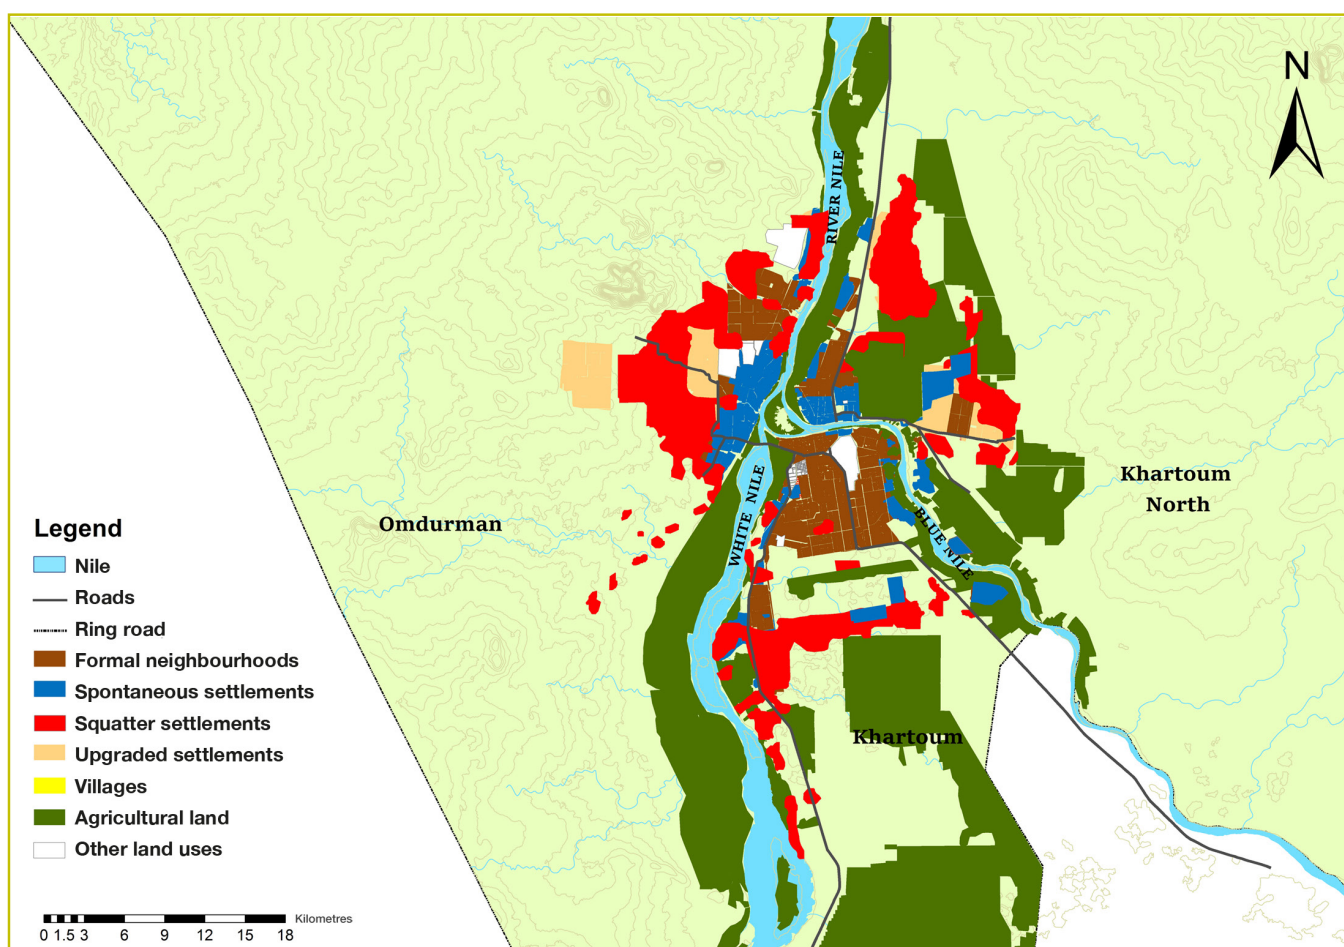 N
RIVER NILE
Khartoum
North
Omdurman
WHITE NILE
BLUE NILE
Khartoum
Legend
Nile
Roads
Ring road
Formal neighbourhoods
Spontaneous settlements
Squatter settlements
Upgraded settlements
Villages
Agricultural land
Other land uses
Kilometres
0 1.5 3 6 9 12 15 18